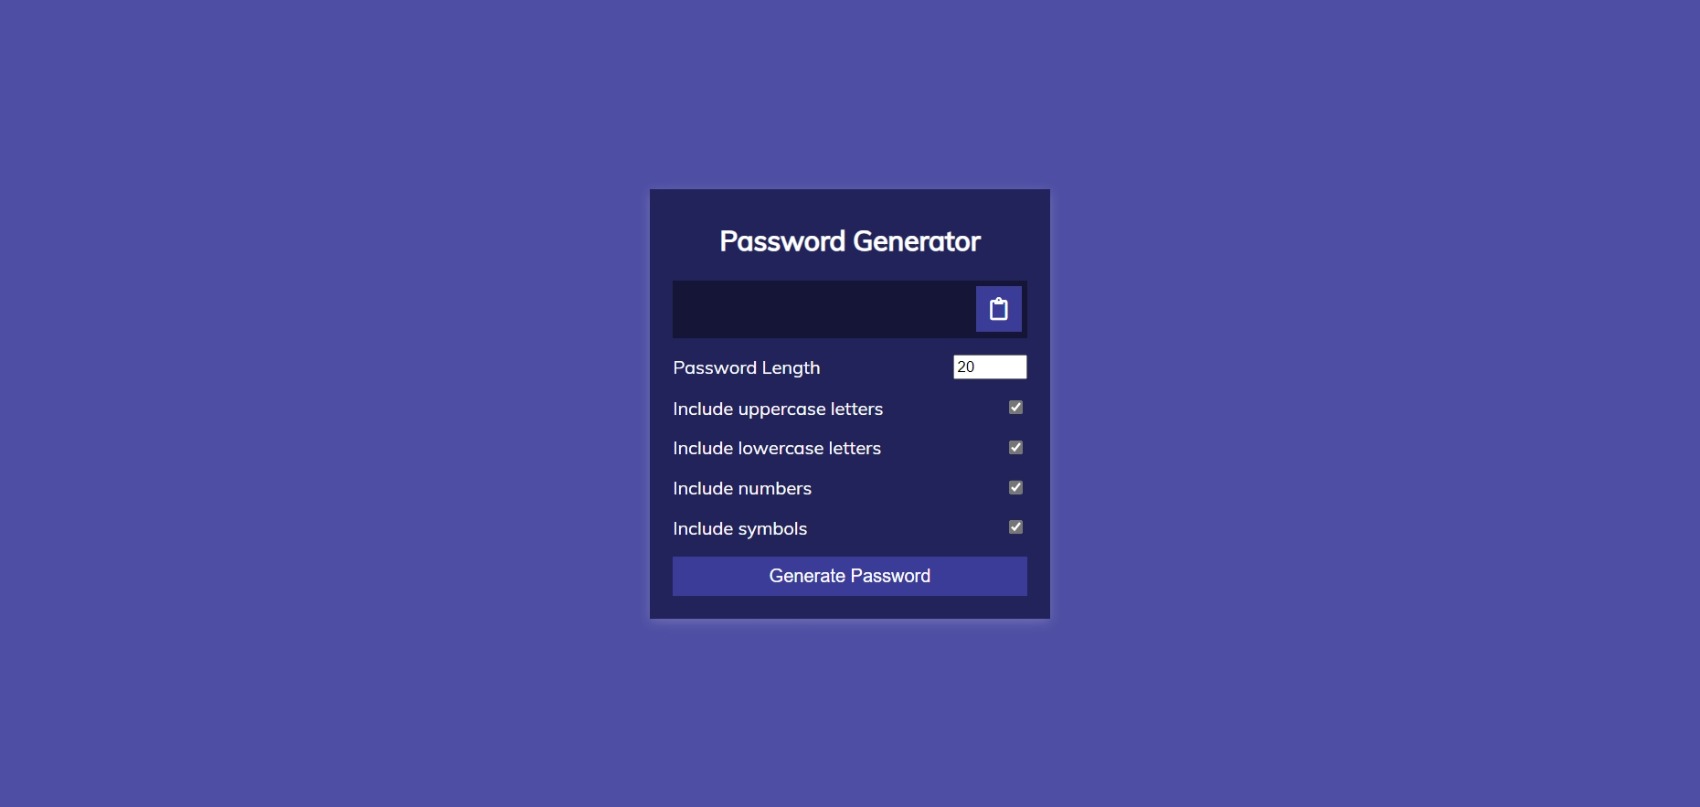 Password Generator
Password Length 20
Include uppercase letters
Include lowercase letters
Include numbers
Include symbols
Generate Password